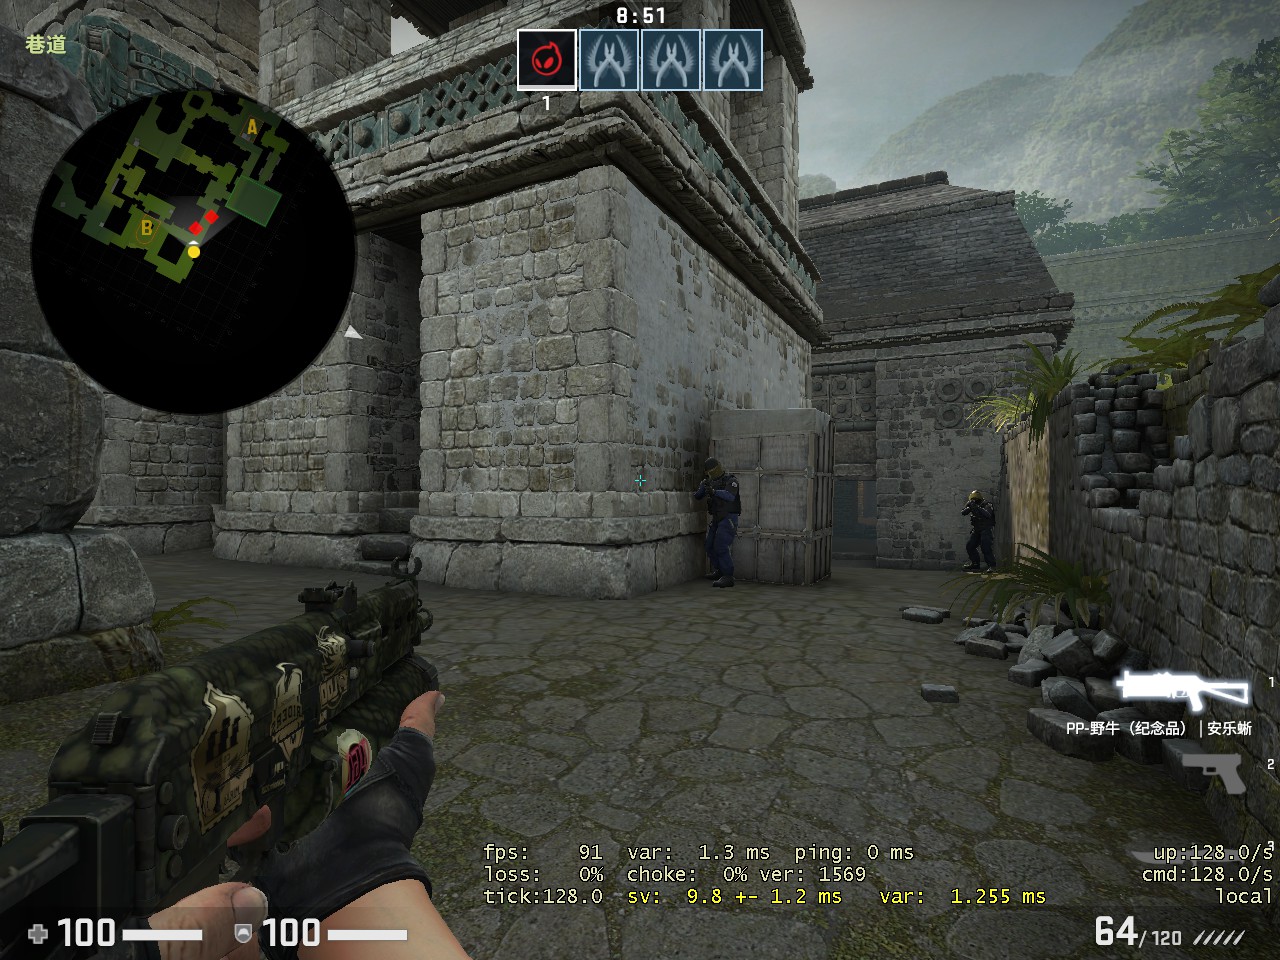 8:51
巷道
1
A
B
1
PP-野牛（纪念品）| 安乐蜥
2
3
fps: 91 var: 1.3 ms ping: 0 ms up:128.0/s
loss: 0% choke: 0% ver: 1569 cmd:128.0/s
tick:128.0 sv: 9.8 +- 1.2 ms var: 1.255 ms local
100 100 64/120